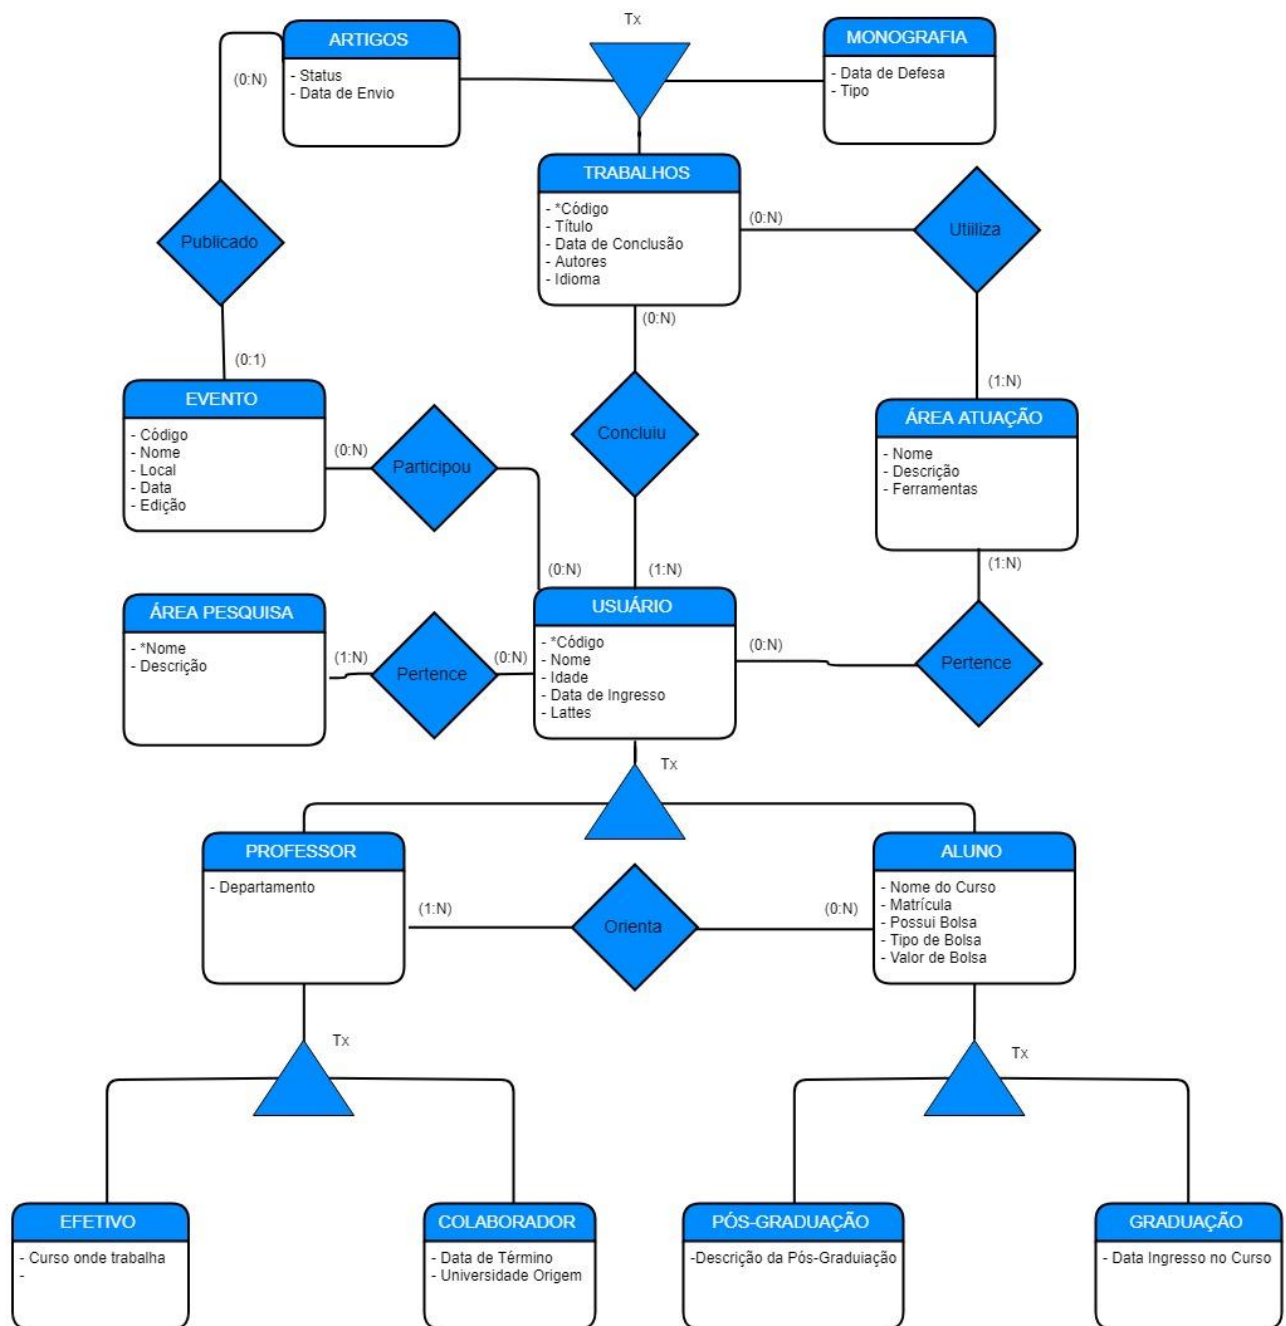 Tx
ARTIGOS
- Status
- Data de Envio
MONOGRAFIA
- Data de Defesa
- Tipo
(0:N)
TRABALHOS
- *Código
- Título
- Data de Conclusão
- Autores
- Idioma
(0:N)
Utiiliza
Publicado
(0:N)
(0:1)
(1:N)
EVENTO
- Código
- Nome
- Local
- Data
- Edição
(0:N)
Participou
Concluiu
ÁREA ATUAÇÃO
- Nome
- Descrição
- Ferramentas
(0:N)
(1:N)
(1:N)
ÁREA PESQUISA
- *Nome
- Descrição
(1:N)
Pertence
(0:N)
USUÁRIO
- *Código
- Nome
- Idade
- Data de Ingresso
- Lattes
(0:N)
Pertence
Tx
PROFESSOR
- Departamento
(1:N)
Orienta
(0:N)
ALUNO
- Nome do Curso
- Matrícula
- Possui Bolsa
- Tipo de Bolsa
- Valor de Bolsa
Tx
Tx
EFETIVO
- Curso onde trabalha
-
COLABORADOR
- Data de Término
- Universidade Origem
PÓS-GRADUAÇÃO
-Descrição da Pós-Graduiação
GRADUAÇÃO
- Data Ingresso no Curso